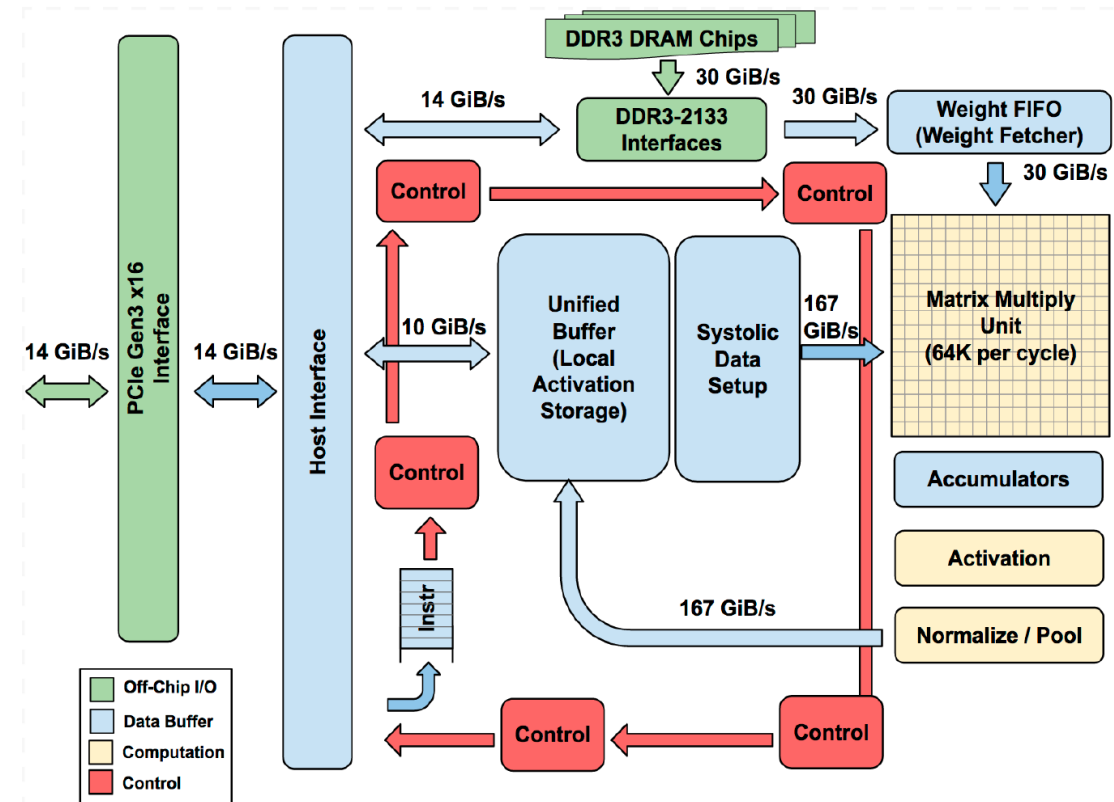 DDR3 DRAM Chips
30 GiB/s
14 GiB/s
DDR3-2133
Interfaces
30 GiB/s
Weight FIFO
(Weight Fetcher)
30 GiB/s
Control
Control
PCIe Gen3 x16
Interface
14 GiB/s
14 GiB/s
Host Interface
10 GiB/s
Unified
Buffer
(Local
Activation
Storage)
Systolic
Data
Setup
167
GiB/s
Matrix Multiply
Unit
(64K per cycle)
Control
Accumulators
Activation
Instr
167 GiB/s
Normalize / Pool
Control
Control
Off-Chip I/O
Data Buffer
Computation
Control